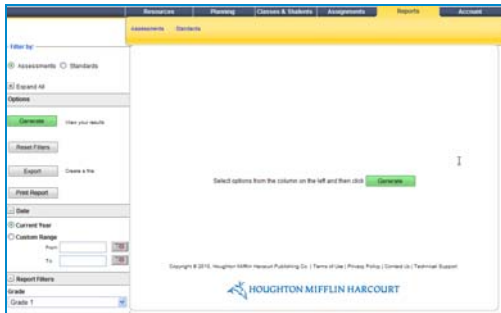 Resources Planning Classes & Students Assignments Reports Account
Assessments Standards
Filter by:
Assessments Standards
Expand All
Options
Generate View your results
Reset Filters
Export Create a file
Print Report
Date
Current Year
Custom Range
From
To
Report Filters
Grade
Grade 1
Select options from the column on the left and then click Generate
Copyright © 2010, Houghton Mifflin Harcourt Publishing Co. | Terms of Use | Privacy Policy | Contact Us | Technical Support
HOUGHTON MIFFLIN HARCOURT